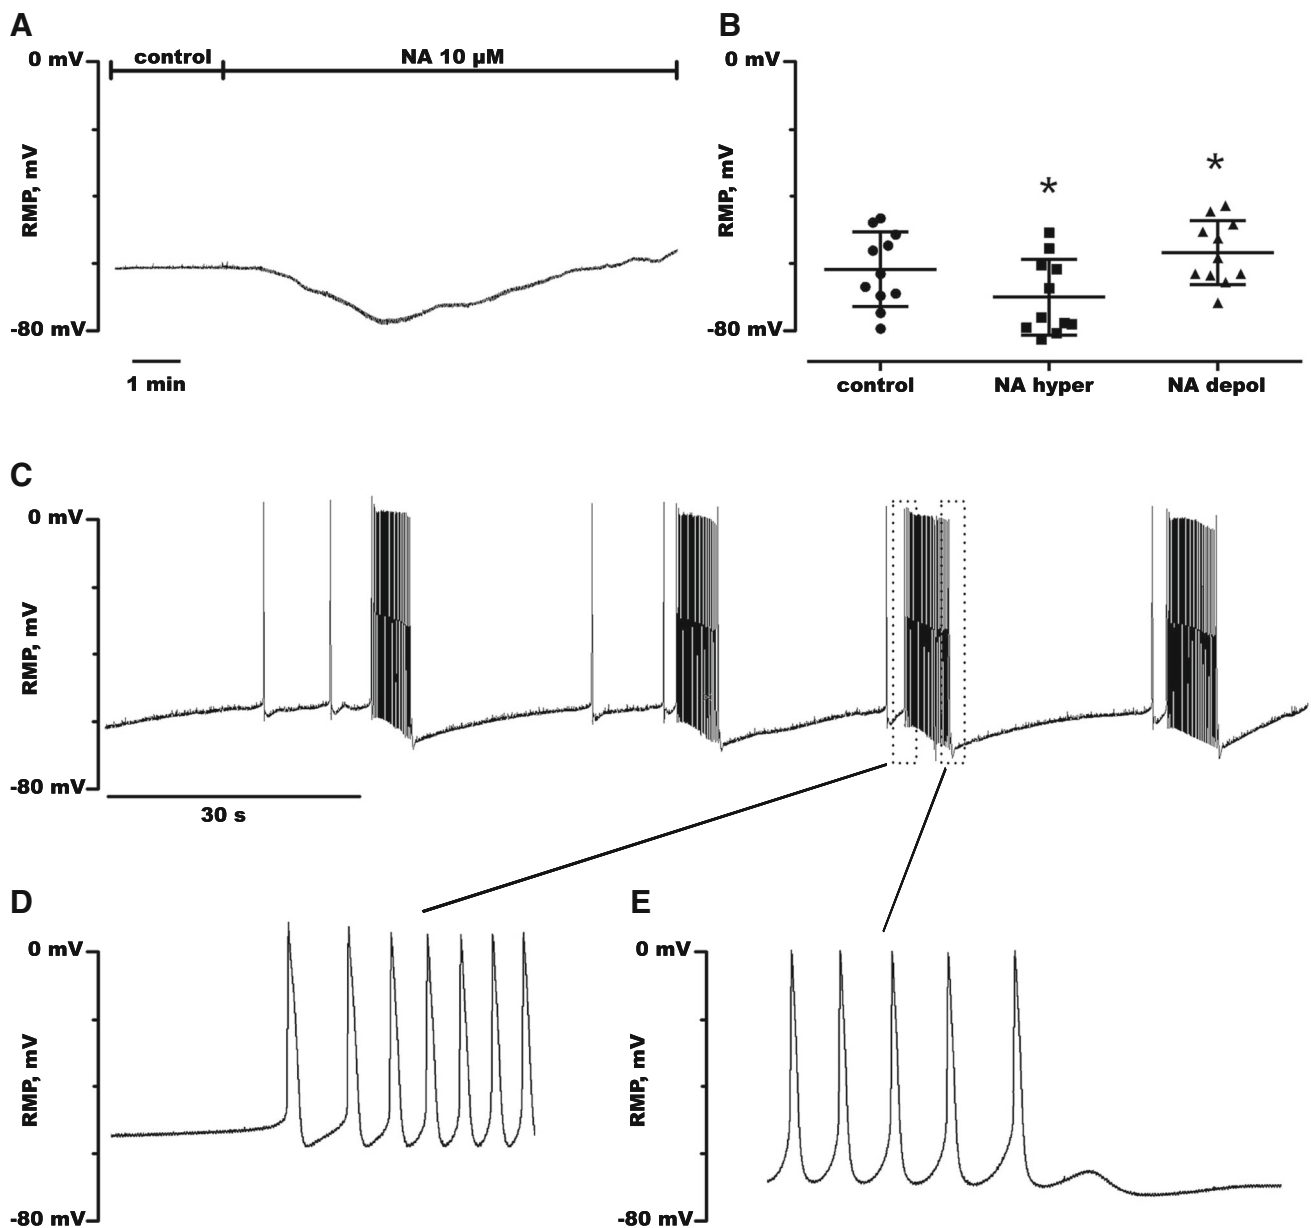 A
B
control
NA 10 µM
0 mV
0 mV
RMP, mV
RMP, mV
*
*
-80 mV
-80 mV
1 min
control
NA hyper
NA depol
C
0 mV
RMP, mV
-80 mV
30 s
D
E
0 mV
0 mV
RMP, mV
RMP, mV
-80 mV
-80 mV